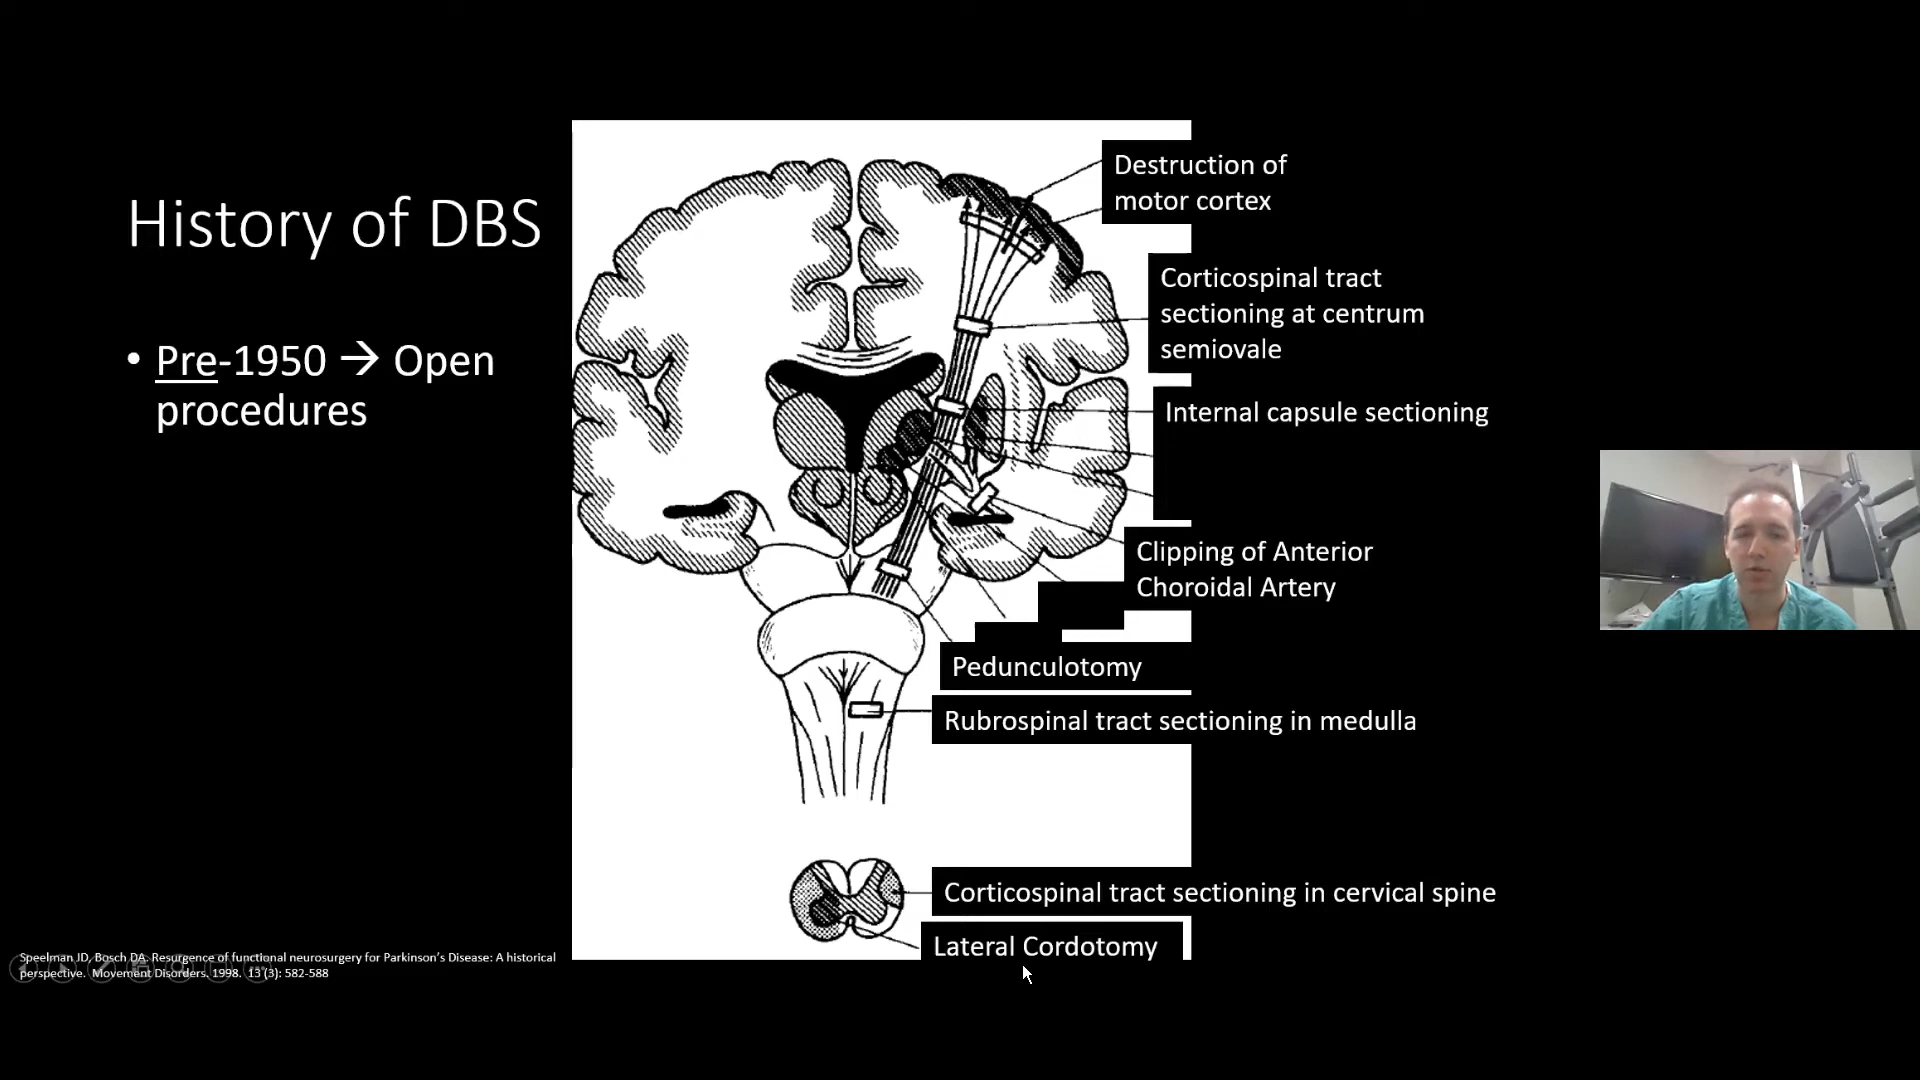 History of DBS
• Pre-1950 → Open
procedures
Destruction of
motor cortex
Corticospinal tract
sectioning at centrum
semiovale
Internal capsule sectioning
Clipping of Anterior
Choroidal Artery
Pedunculotomy
Rubrospinal tract sectioning in medulla
Corticospinal tract sectioning in cervical spine
Lateral Cordotomy
Speelman JD, Bosch DA. Resurgence of functional neurosurgery for Parkinson's Disease: A historical
perspective. Movement Disorders. 1998. 13 (3): 582-588